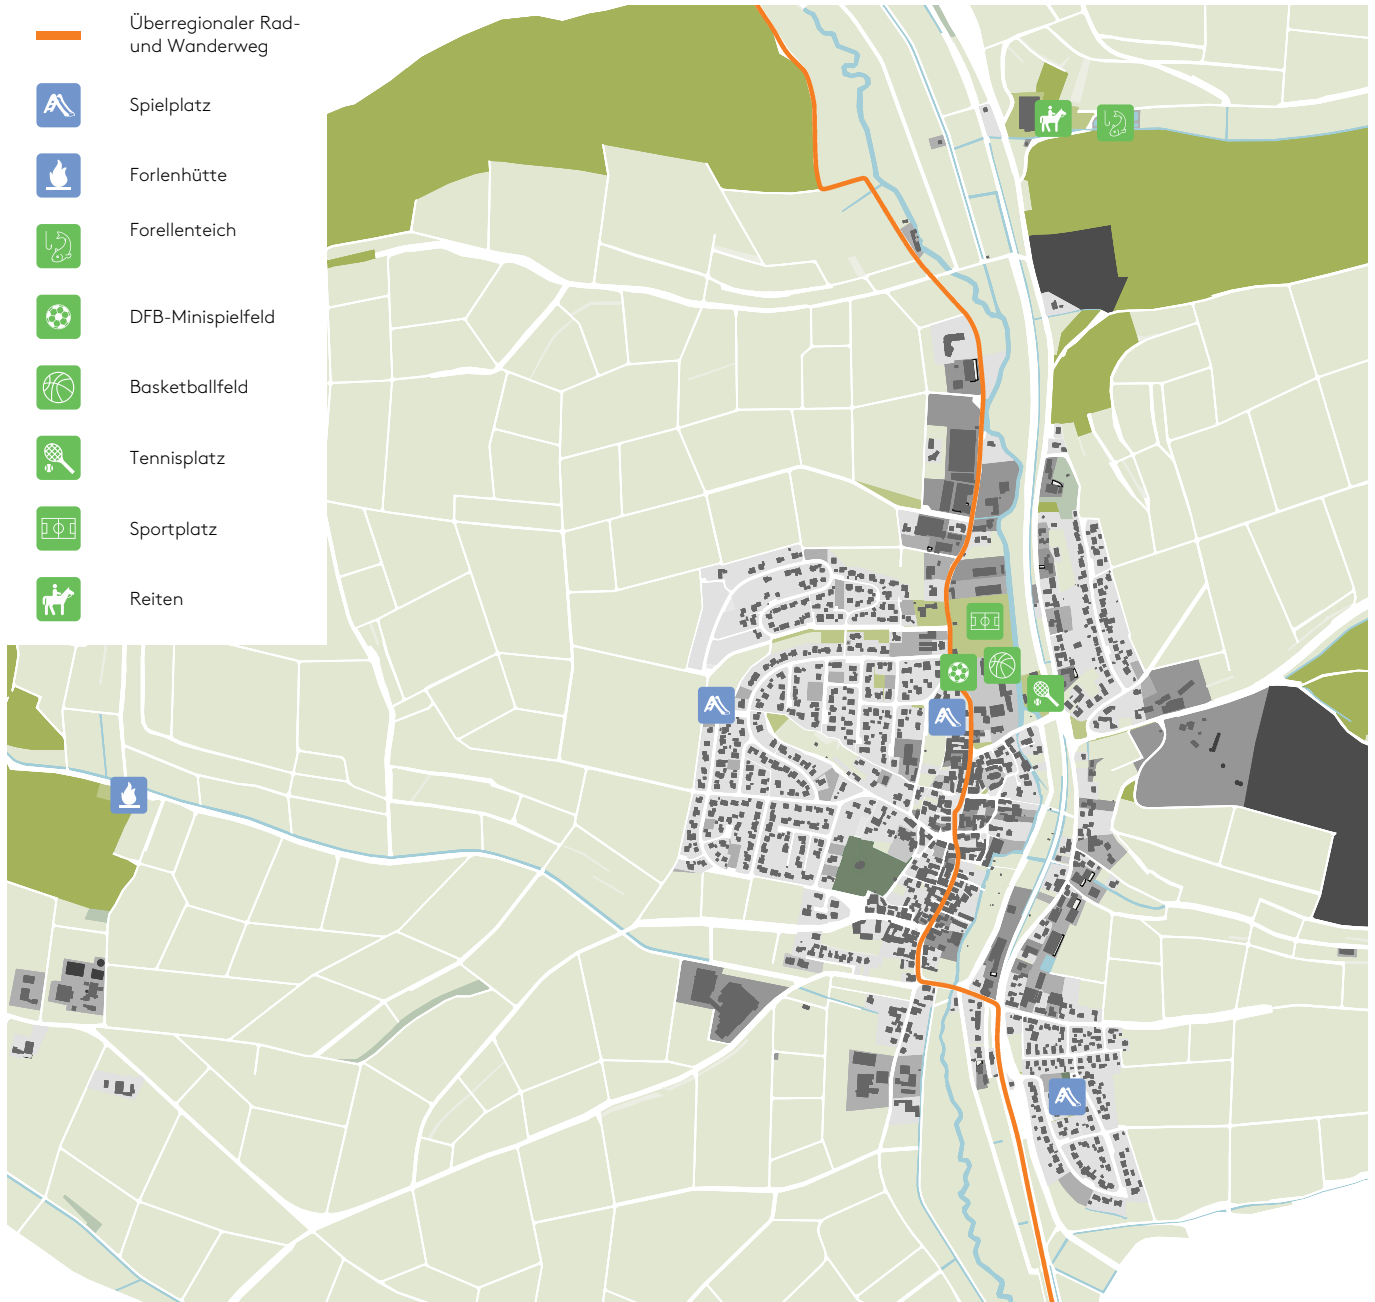 Überregionaler Rad-
und Wanderweg
Spielplatz
Forlenhütte
Forellenteich
DFB-Minispielfeld
Basketballfeld
Tennisplatz
Sportplatz
Reiten